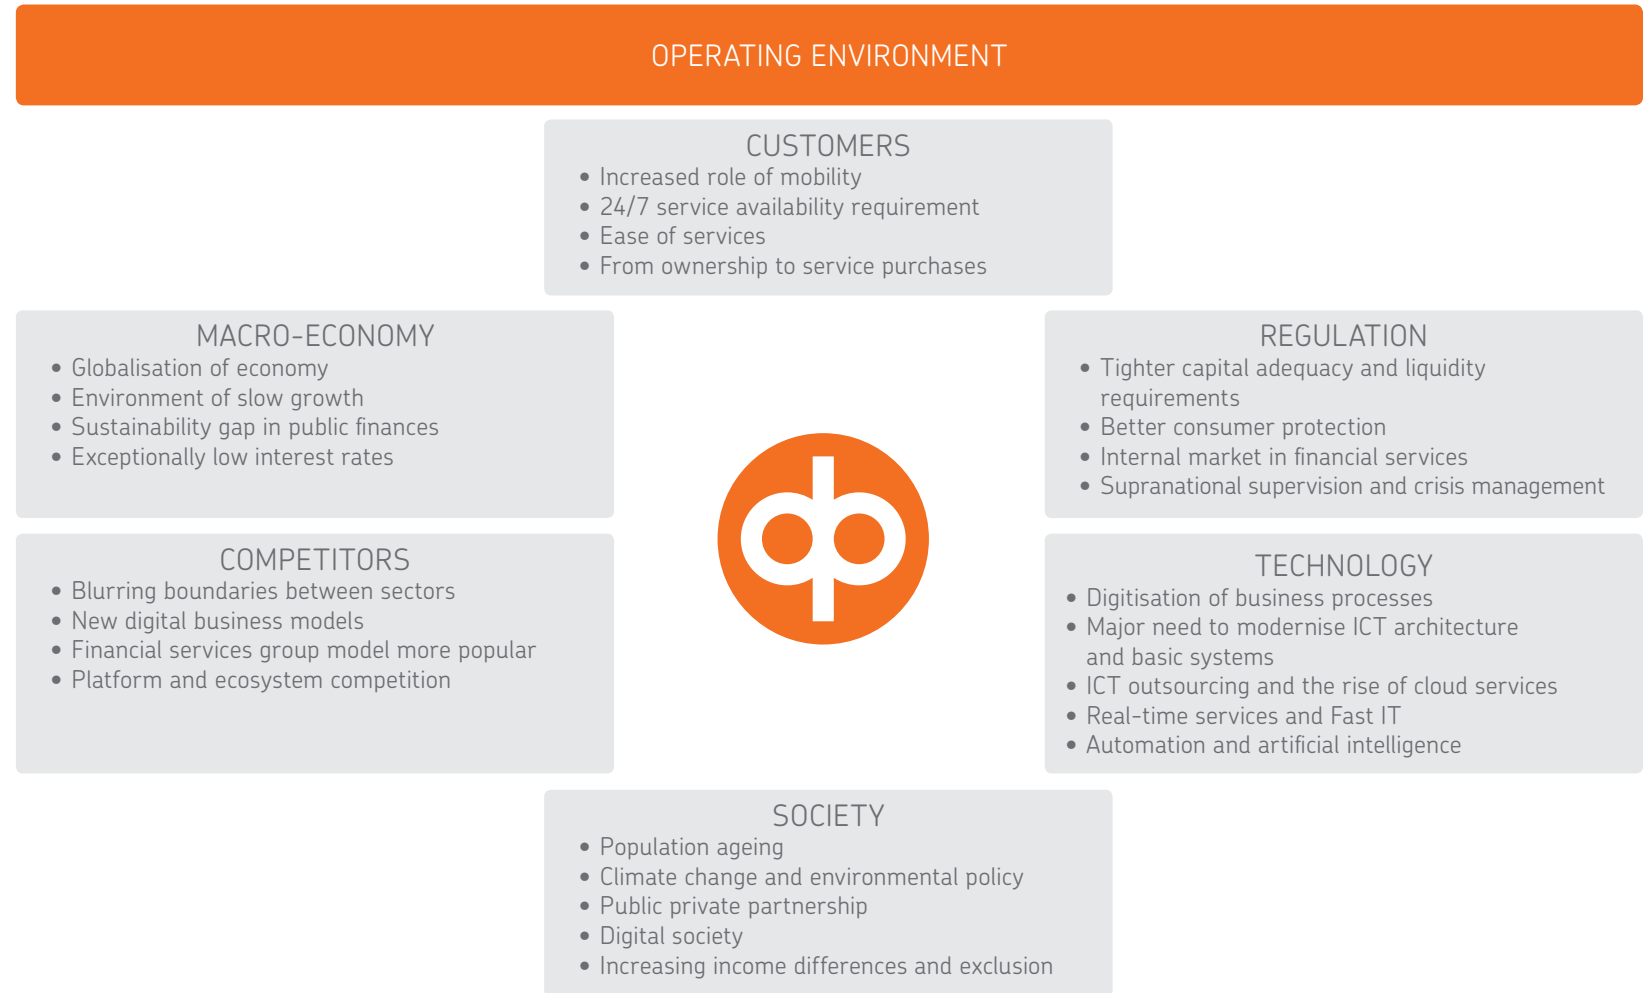 OPERATING ENVIRONMENT
CUSTOMERS
• Increased role of mobility
• 24/7 service availability requirement
• Ease of services
• From ownership to service purchases
MACRO-ECONOMY
• Globalisation of economy
• Environment of slow growth
• Sustainability gap in public finances
• Exceptionally low interest rates
REGULATION
• Tighter capital adequacy and liquidity
requirements
• Better consumer protection
• Internal market in financial services
• Supranational supervision and crisis management
COMPETITORS
• Blurring boundaries between sectors
• New digital business models
• Financial services group model more popular
• Platform and ecosystem competition
TECHNOLOGY
• Digitisation of business processes
• Major need to modernise ICT architecture
and basic systems
• ICT outsourcing and the rise of cloud services
• Real-time services and Fast IT
• Automation and artificial intelligence
SOCIETY
• Population ageing
• Climate change and environmental policy
• Public private partnership
• Digital society
• Increasing income differences and exclusion